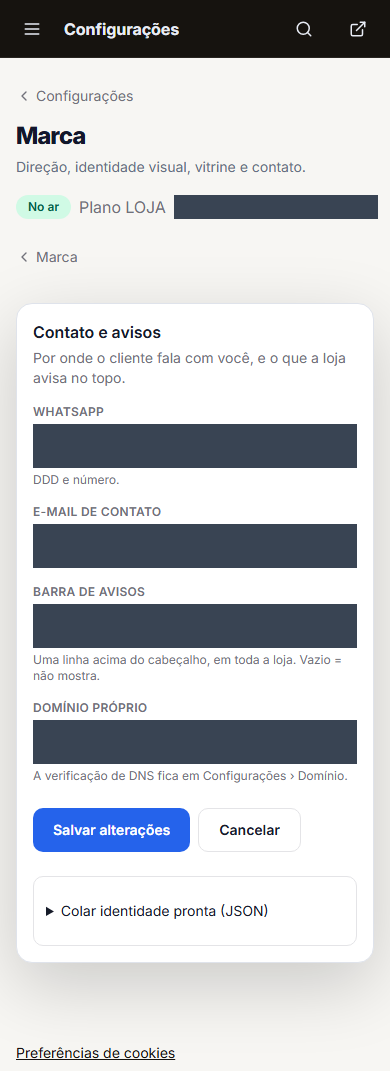 Configurações
Configurações
Marca
Direção, identidade visual, vitrine e contato.
No ar
Plano LOJA
Marca
Contato e avisos
Por onde o cliente fala com você, e o que a loja
avisa no topo.
WHATSAPP
DDD e número.
E-MAIL DE CONTATO
BARRA DE AVISOS
Uma linha acima do cabeçalho, em toda a loja. Vazio =
não mostra.
DOMÍNIO PRÓPRIO
A verificação de DNS fica em Configurações › Domínio.
Salvar alterações
Cancelar
Colar identidade pronta (JSON)
Preferências de cookies